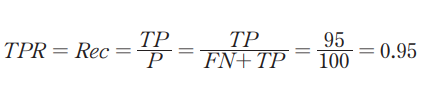 TPR = Rec = TP/P = TP/(FN+TP) = 95/100 = 0.95